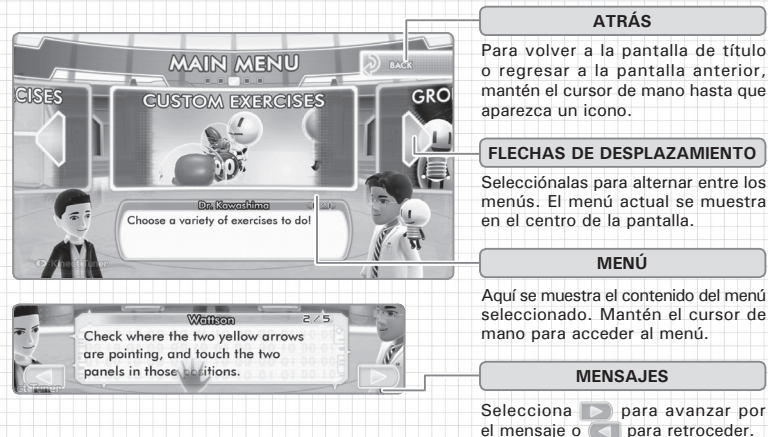 MAIN MENU
BACK
CISES
CUSTOM EXERCISES
GRO
Dr. Kawashima
Choose a variety of exercises to do!
Kinect Tuner
Wattson
2/5
Check where the two yellow arrows
are pointing, and touch the two
panels in those positions.
ect Tuner
ATRÁS
Para volver a la pantalla de título
o regresar a la pantalla anterior,
mantén el cursor de mano hasta que
aparezca un icono.
FLECHAS DE DESPLAZAMIENTO
Selecciónalas para alternar entre los
menús. El menú actual se muestra
en el centro de la pantalla.
MENÚ
Aquí se muestra el contenido del menú
seleccionado. Mantén el cursor de
mano para acceder al menú.
MENSAJES
Selecciona para avanzar por
el mensaje o para retroceder.